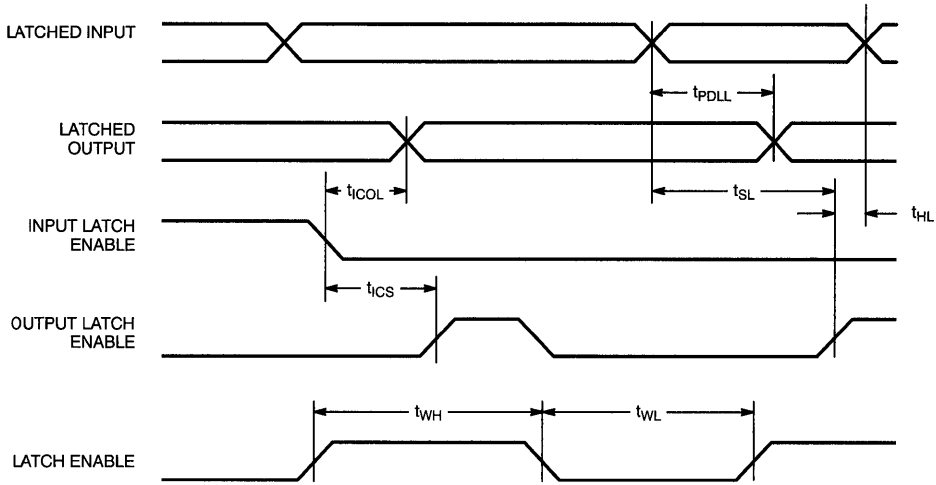 LATCHED INPUT
tPDLL
LATCHED
OUTPUT
tICOL
tSL
tHL
INPUT LATCH
ENABLE
tICS
OUTPUT LATCH
ENABLE
tWH
tWL
LATCH ENABLE